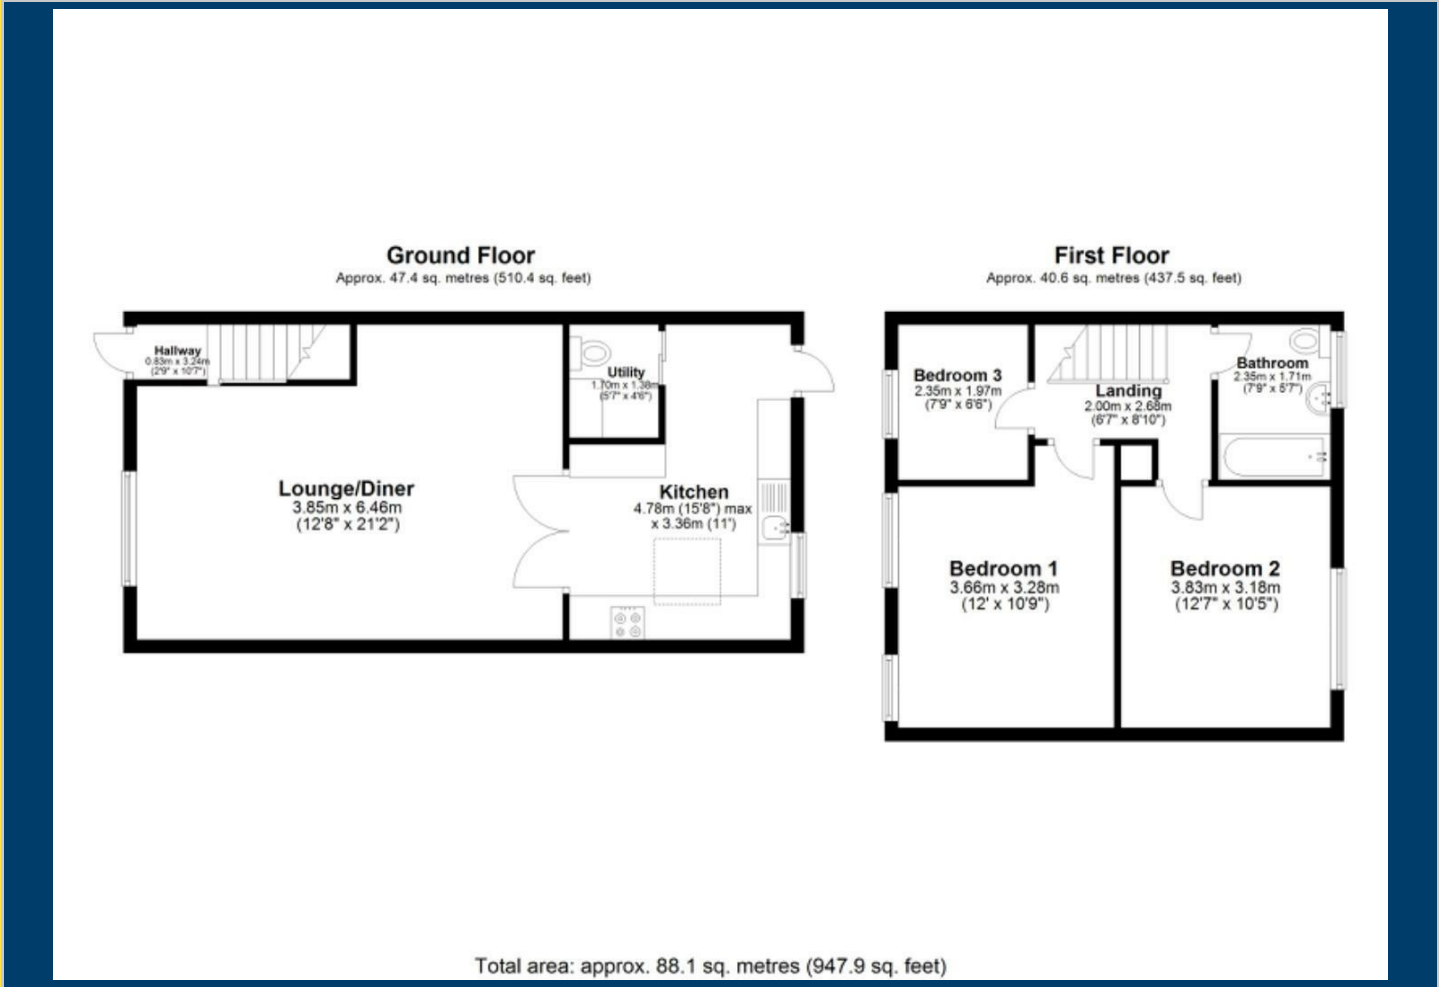 Ground Floor
Approx. 47.4 sq. metres (510.4 sq. feet)
Hallway
0.83m x 3.24m
(2'9" x 10'7")
Utility
1.70m x 1.38m
(5'7" x 4'6")
Lounge/Diner
3.85m x 6.46m
(12'8" x 21'2")
Kitchen
4.78m (15'8") max
x 3.36m (11')
First Floor
Approx. 40.6 sq. metres (437.5 sq. feet)
Bedroom 3
2.35m x 1.97m
(7'9" x 6'6")
Landing
2.00m x 2.68m
(6'7" x 8'10")
Bathroom
2.35m x 1.71m
(7'9" x 5'7")
Bedroom 1
3.66m x 3.28m
(12' x 10'9")
Bedroom 2
3.83m x 3.18m
(12'7" x 10'5")
Total area: approx. 88.1 sq. metres (947.9 sq. feet)